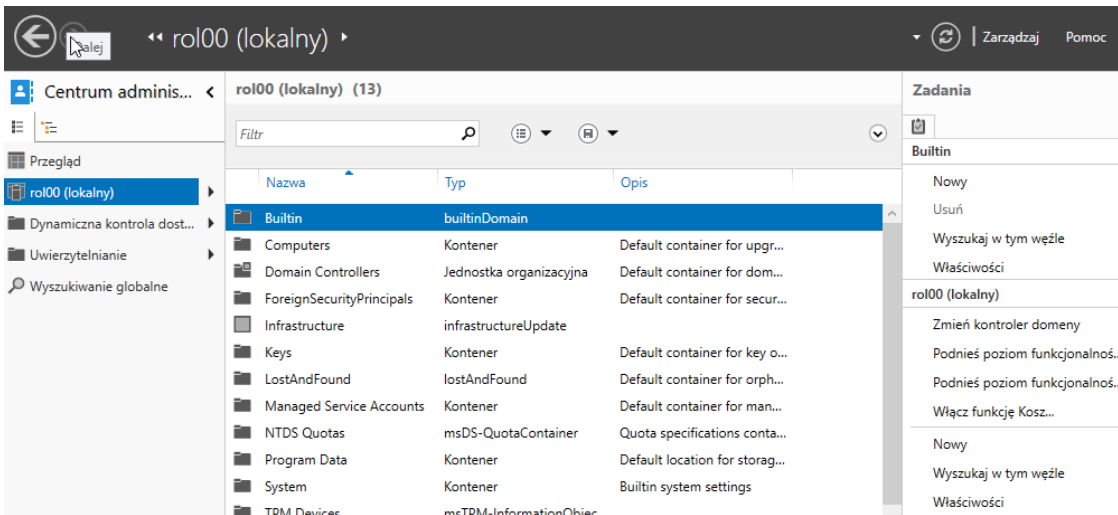 Dalej
rol00 (lokalny)
Zarządzaj
Pomoc
Centrum adminis...
Przegląd
rol00 (lokalny)
Dynamiczna kontrola dost...
Uwierzytelnianie
Wyszukiwanie globalne
rol00 (lokalny) (13)
Filtr
Nazwa Typ Opis
Builtin builtinDomain
Computers Kontener Default container for upgr...
Domain Controllers Jednostka organizacyjna Default container for dom...
ForeignSecurityPrincipals Kontener Default container for secur...
Infrastructure infrastructureUpdate
Keys Kontener Default container for key o...
LostAndFound lostAndFound Default container for orph...
Managed Service Accounts Kontener Default container for man...
NTDS Quotas msDS-QuotaContainer Quota specifications conta...
Program Data Kontener Default location for storag...
System Kontener Builtin system settings
TPM Devices msTPM-InformationObjec
Zadania
Builtin
Nowy
Usuń
Wyszukaj w tym węźle
Właściwości
rol00 (lokalny)
Zmień kontroler domeny
Podnieś poziom funkcjonalnoś...
Podnieś poziom funkcjonalnoś...
Włącz funkcję Kosz...
Nowy
Wyszukaj w tym węźle
Właściwości